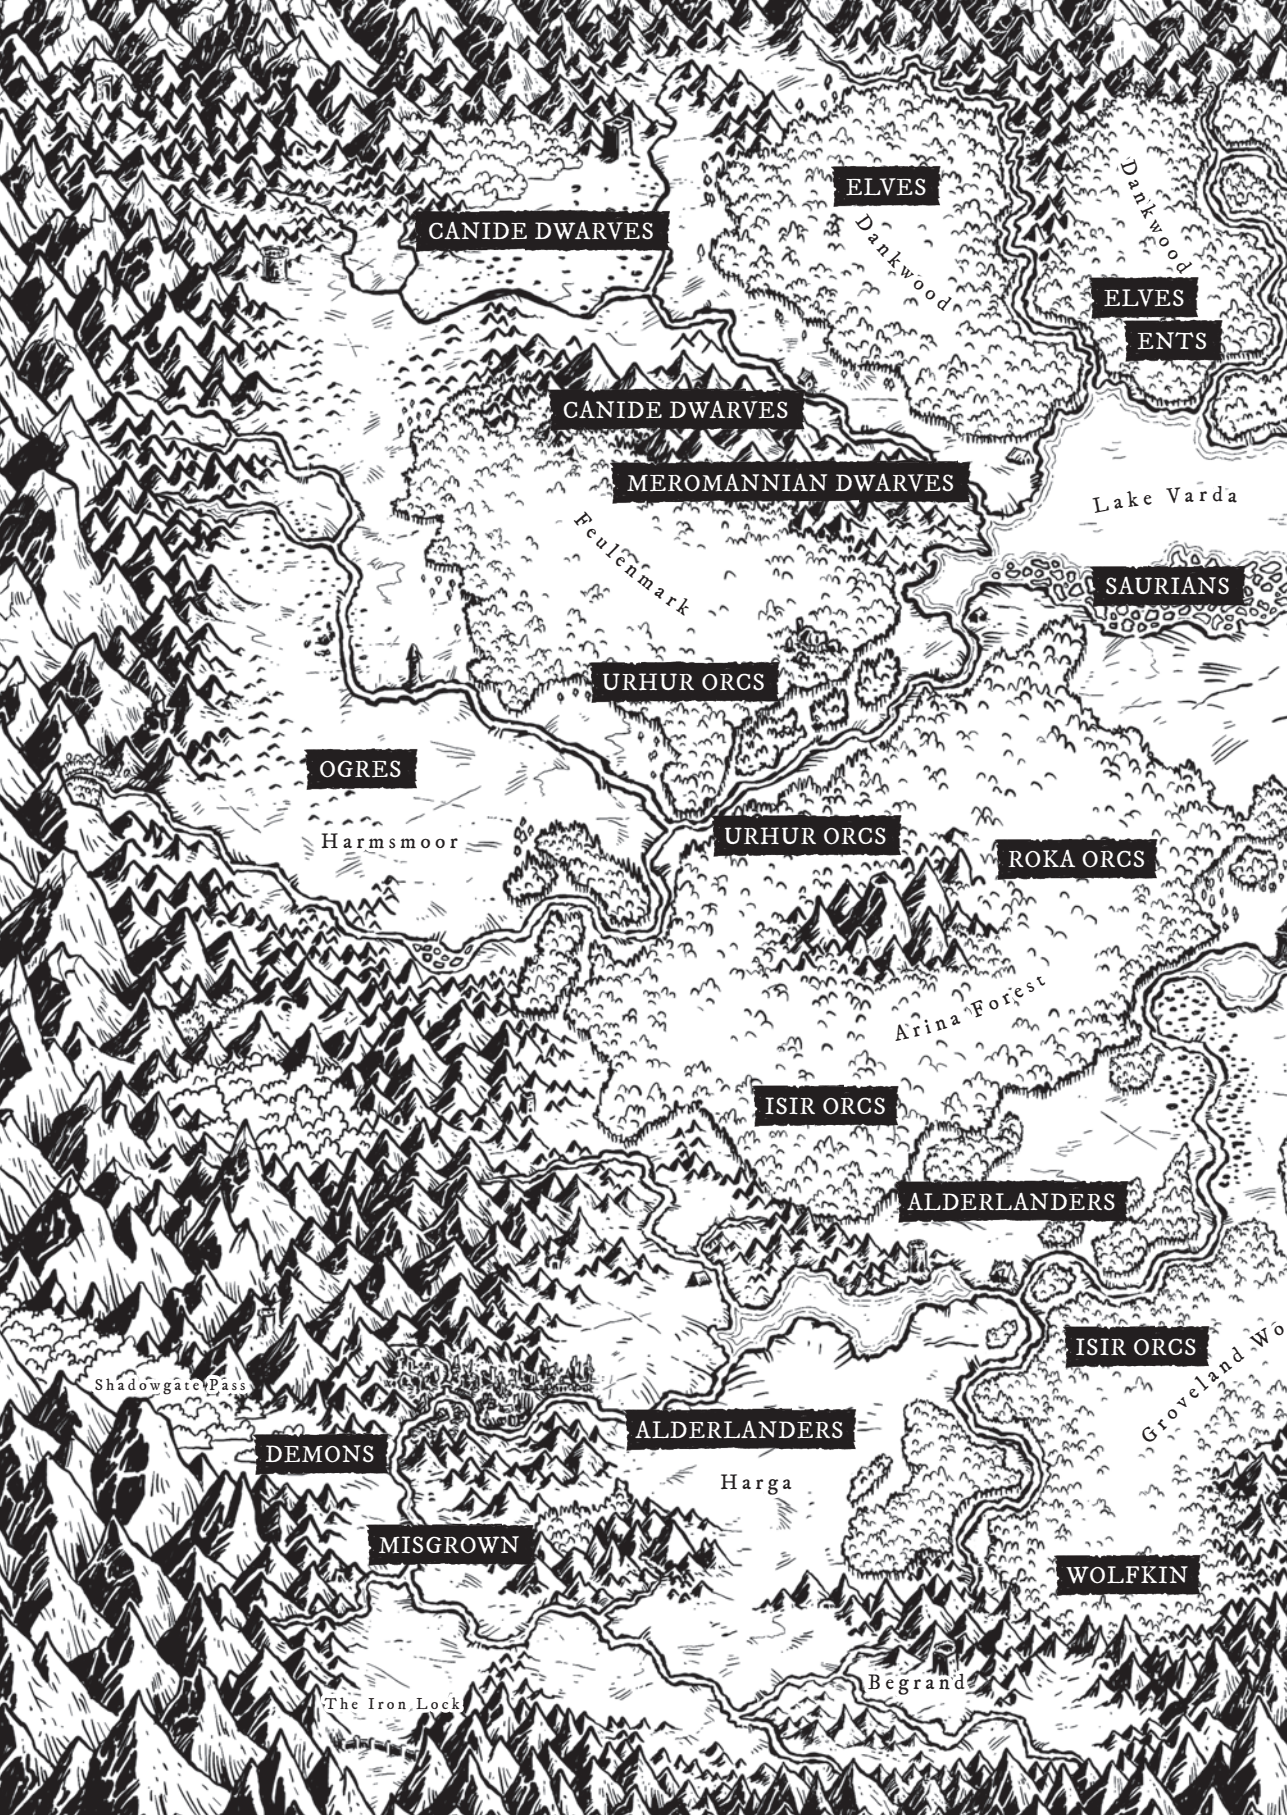 ELVES
Dankwood
Dankwood
CANIDE DWARVES
ELVES
ENTS
CANIDE DWARVES
MEROMANNIAN DWARVES
Lake Varda
Feulenmark
SAURIANS
URHUR ORCS
OGRES
Harmsmoor
URHUR ORCS
ROKA ORCS
Arina Forest
ISIR ORCS
ALDERLANDERS
ISIR ORCS
Groveland Wo
Shadowgate Pass
ALDERLANDERS
DEMONS
Harga
MISGROWN
WOLFKIN
Begrand
The Iron Lock